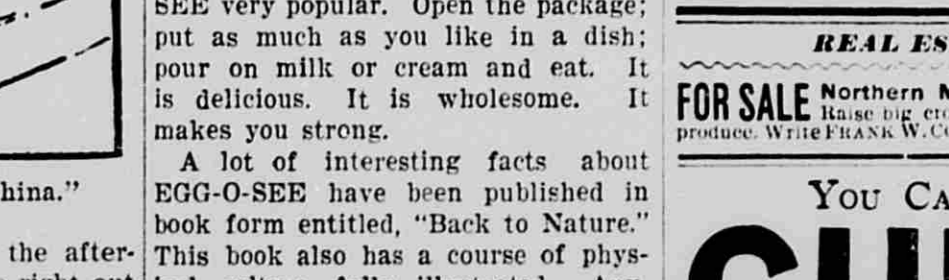 hina."
the after-
SEE very popular. Open the package;
put as much as you like in a dish;
pour on milk or cream and eat. It
is delicious. It is wholesome. It
makes you strong.
A lot of interesting facts about
EGG-O-SEE have been published in
book form entitled, "Back to Nature."
This book also has a course of phys-
REAL ES
FOR SALE Northern
Raise big
produce. Write FRANK W. C
YOU CA